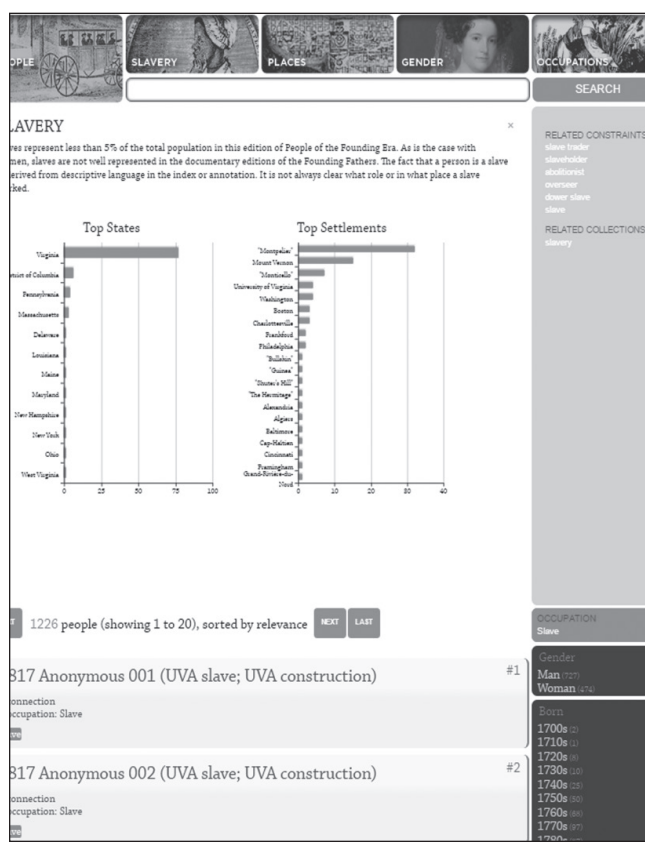 OPLE
SLAVERY
PLACES
GENDER
OCCUPATIONS
SEARCH
LAVERY
×
ves represent less than 5% of the total population in this edition of People of the Founding Era. As is the case with
men, slaves are not well represented in the documentary editions of the Founding Fathers. The fact that a person is a slave
erived from descriptive language in the index or annotation. It is not always clear what role or in what place a slave
rked.
RELATED CONSTRAINTS
slave trader
slaveholder
abolitionist
overseer
dower slave
slave
RELATED COLLECTIONS
slavery
Top States
Virginia
strict of Columbia
Pennsylvania
Massachusetts
Delaware
Louisiana
Maine
Maryland
New Hampshire
New York
Ohio
West Virginia
0 25 50 75 100
Top Settlements
"Montpelier"
Mount Vernon
"Monticello"
University of Virginia
Washington
Boston
Charlottesville
Frankford
Philadelphia
"Bullskin"
"Guinea"
"Shuter's Hill"
"The Hermitage"
Alexandria
Algiers
Baltimore
Cap-Haitien
Cincinnati
Framingham
Grand-Riviere-du-
Nord
0 10 20 30 40
1226 people (showing 1 to 20), sorted by relevance
NEXT
LAST
OCCUPATION
Slave
817 Anonymous 001 (UVA slave; UVA construction)
#1
onnection
ccupation: Slave
ave
Gender
Man (727)
Woman (474)
Born
1700s (2)
1710s (1)
1720s
1730s (10)
1740s (25)
1750s (50)
1760s (88)
1770s (97)
1780s
817 Anonymous 002 (UVA slave; UVA construction)
#2
onnection
ccupation: Slave
ave